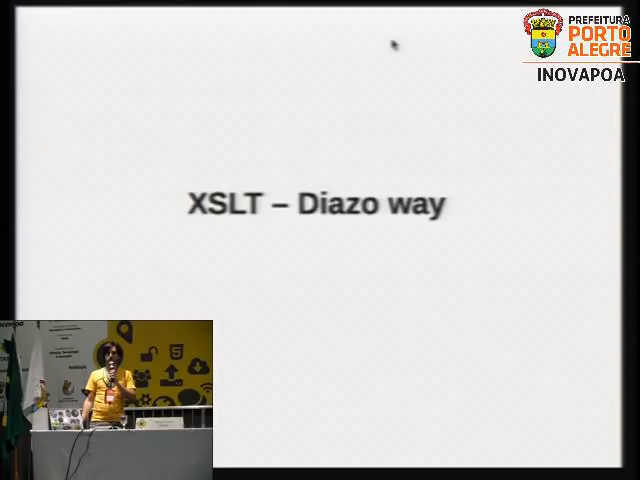 PREFEITURA
PORTO
ALEGRE
INOVAPOA
XSLT – Diazo way